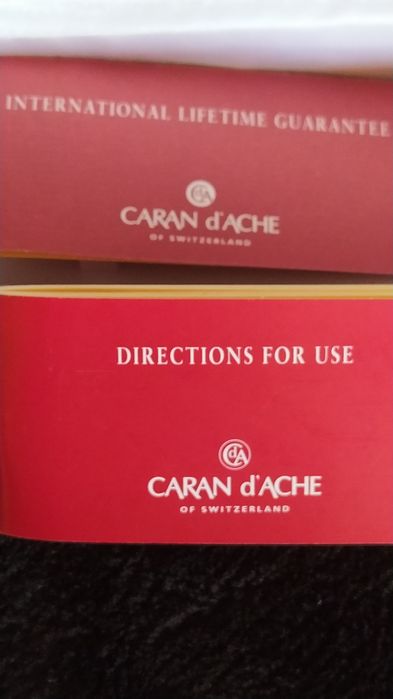 INTERNATIONAL LIFETIME GUARANTEE
CdA
CARAN d'ACHE
OF SWITZERLAND
DIRECTIONS FOR USE
CdA
CARAN d'ACHE
OF SWITZERLAND